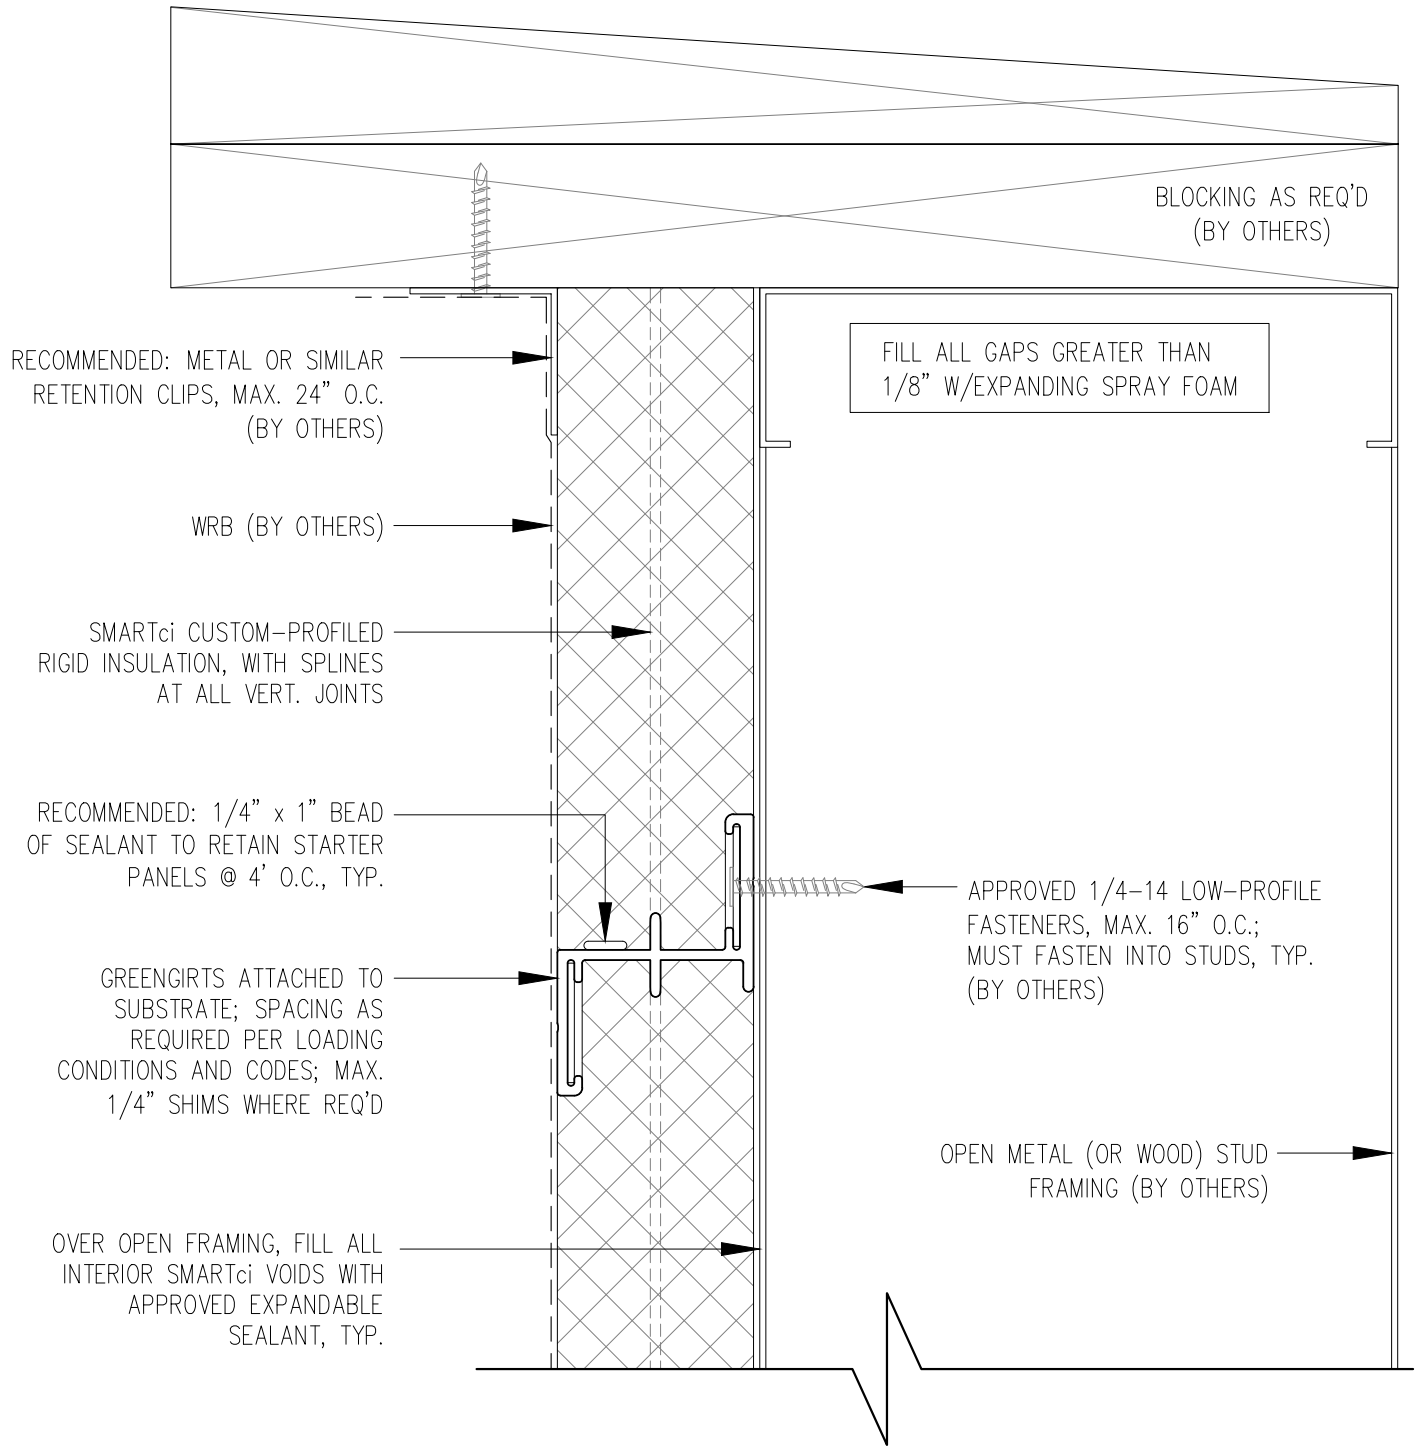 BLOCKING AS REQ'D
(BY OTHERS)
FILL ALL GAPS GREATER THAN
1/8" W/EXPANDING SPRAY FOAM
RECOMMENDED: METAL OR SIMILAR
RETENTION CLIPS, MAX. 24" O.C.
(BY OTHERS)
WRB (BY OTHERS)
SMARTci CUSTOM-PROFILED
RIGID INSULATION, WITH SPLINES
AT ALL VERT. JOINTS
RECOMMENDED: 1/4" x 1" BEAD
OF SEALANT TO RETAIN STARTER
PANELS @ 4' O.C., TYP.
APPROVED 1/4-14 LOW-PROFILE
FASTENERS, MAX. 16" O.C.;
MUST FASTEN INTO STUDS, TYP.
(BY OTHERS)
GREENGIRTS ATTACHED TO
SUBSTRATE; SPACING AS
REQUIRED PER LOADING
CONDITIONS AND CODES; MAX.
1/4" SHIMS WHERE REQ'D
OPEN METAL (OR WOOD) STUD
FRAMING (BY OTHERS)
OVER OPEN FRAMING, FILL ALL
INTERIOR SMARTci VOIDS WITH
APPROVED EXPANDABLE
SEALANT, TYP.